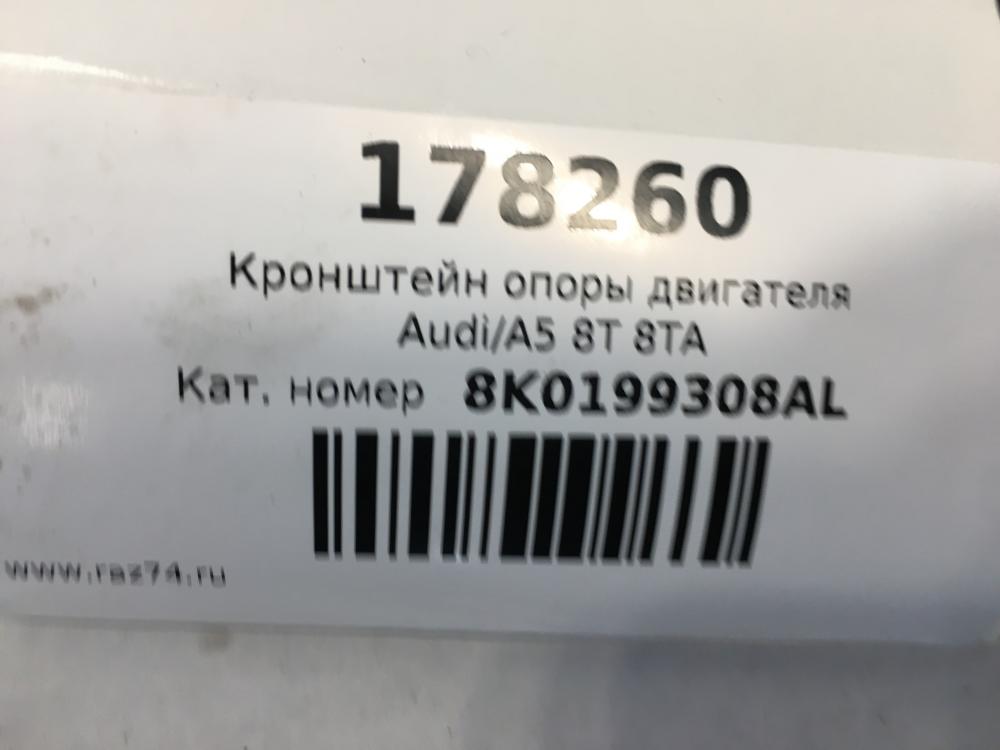 178260
Кронштейн опоры двигателя
Audi/A5 8T 8TA
Кат. номер 8K0199308AL
www.raz74.ru